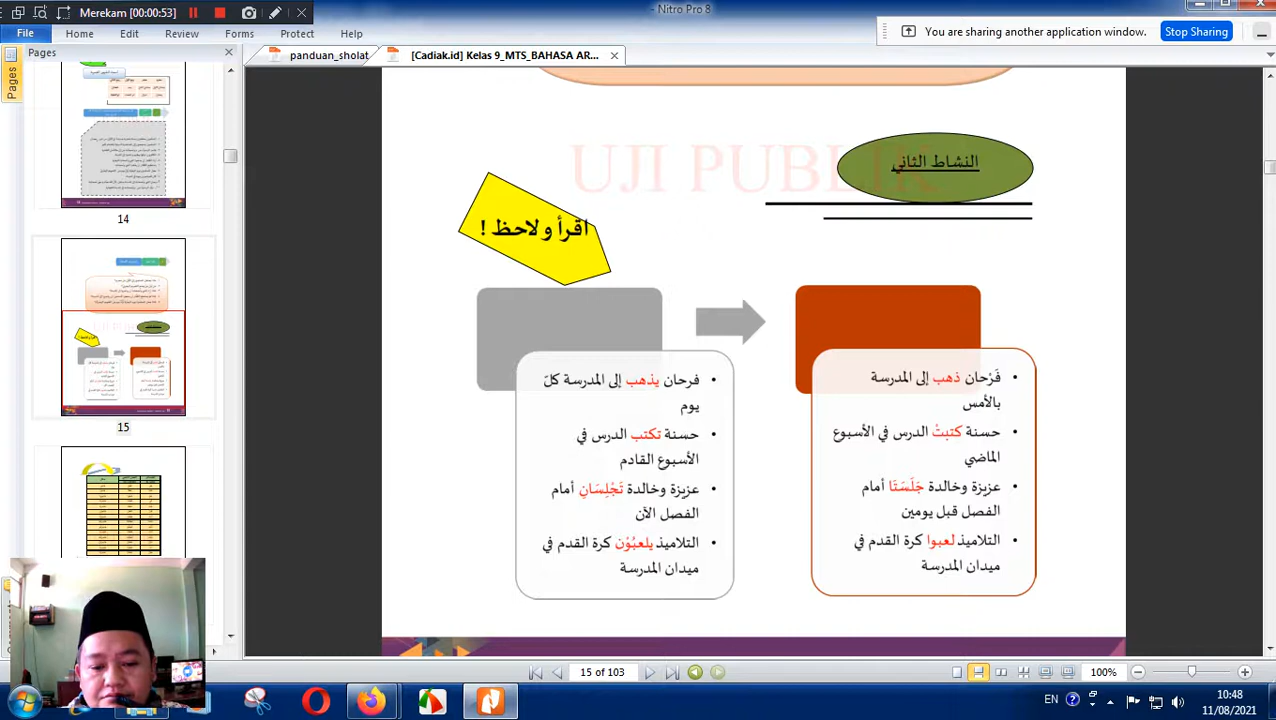 Merekam [00:00:53]
- Nitro Pro 8
File Home Edit Review Forms Protect Help
You are sharing another application window. Stop Sharing
Pages
panduan_sholat
[Cadiak.id] Kelas 9_MTS_BAHASA AR...
Pages
14
15
UJI PUBLIK
النشاط الثاني
اقرأ ولاحظ !
فَرْحان ذهب إلى المدرسة
بالأمس
حسنة كتبتْ الدرس في الأسبوع
الماضي
عزيزة وخالدة جَلَسَتَا أمام
الفصل قبل يومين
التلاميذ لعبوا كرة القدم في
ميدان المدرسة
فرحان يذهب إلى المدرسة كلّ
يوم
حسنة تكتب الدرس في
الأسبوع القادم
عزيزة وخالدة تَجْلِسَانِ أمام
الفصل الآن
التلاميذ يلعبُوْن كرة القدم في
ميدان المدرسة
15 of 103
100%
EN
10:48
11/08/2021